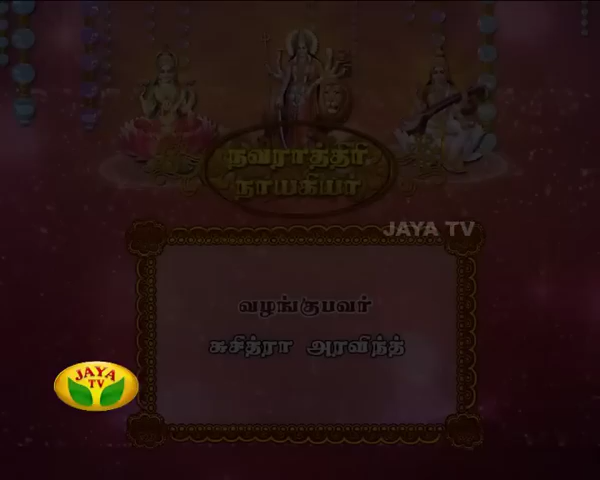 நவராத்திரி
நாயகியர்
JAYA TV
வழங்குபவர்
சுசித்ரா அரவிந்த்
JAYA
TV